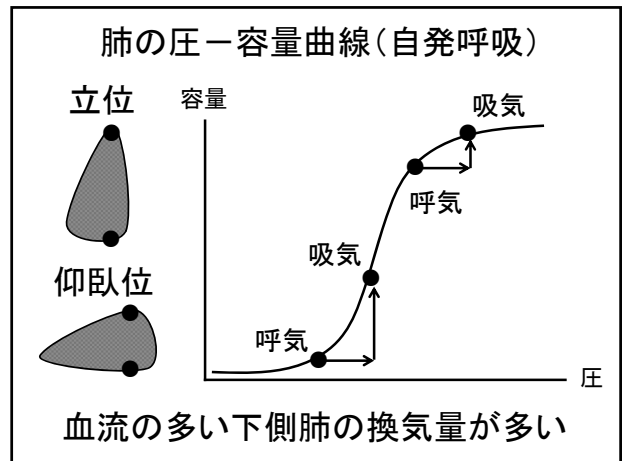 肺の圧－容量曲線（自発呼吸）
立位
容量
吸気
呼気
吸気
仰臥位
呼気
圧
血流の多い下側肺の換気量が多い